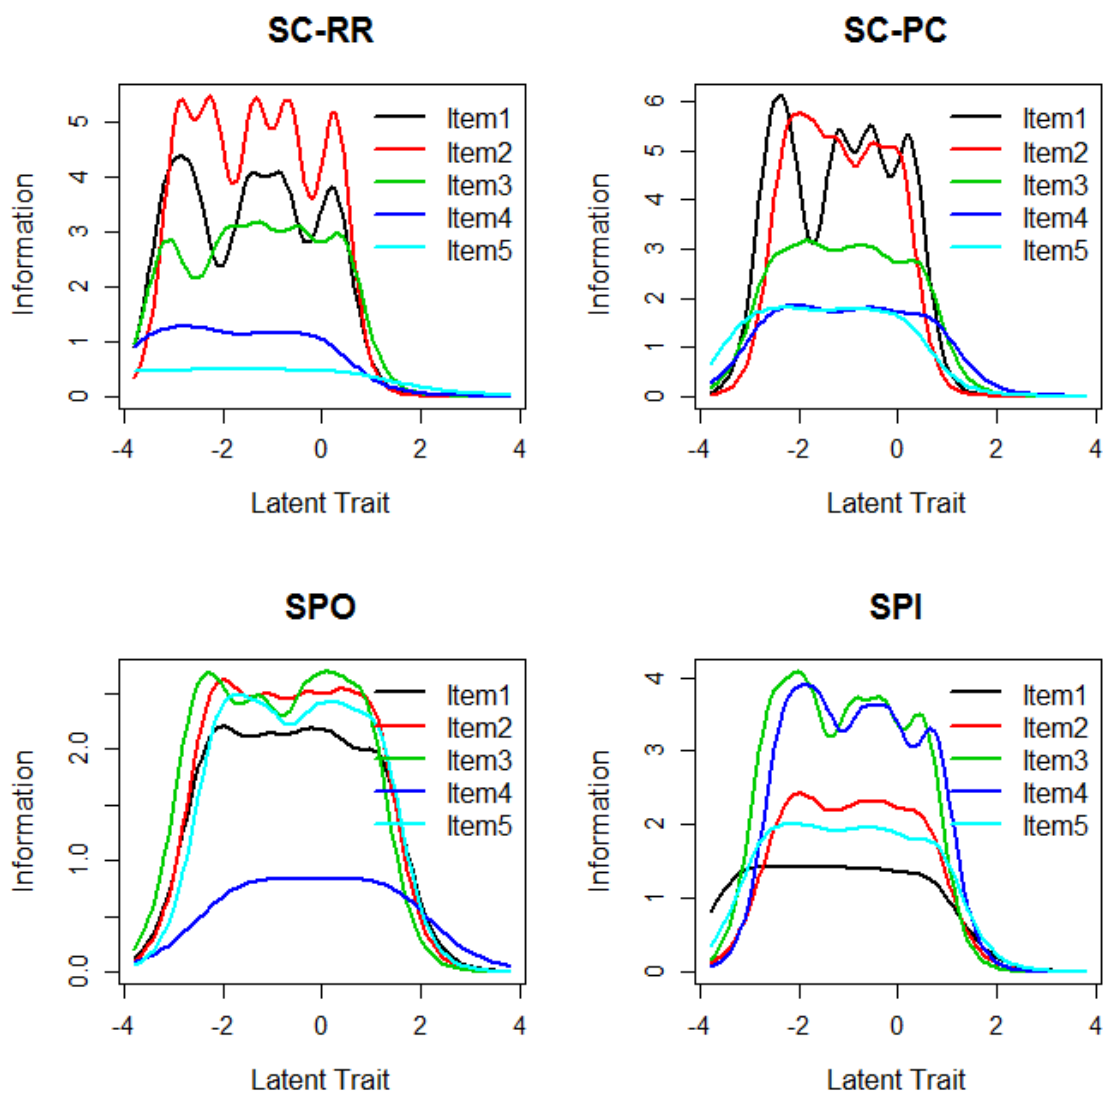 SC-RR
Information
0 1 2 3 4 5
Item1
Item2
Item3
Item4
Item5
-4 -2 0 2 4
Latent Trait
SC-PC
Information
0 1 2 3 4 5 6
Item1
Item2
Item3
Item4
Item5
-4 -2 0 2 4
Latent Trait
SPO
Information
0.0 1.0 2.0
Item1
Item2
Item3
Item4
Item5
-4 -2 0 2 4
Latent Trait
SPI
Information
0 1 2 3 4
Item1
Item2
Item3
Item4
Item5
-4 -2 0 2 4
Latent Trait